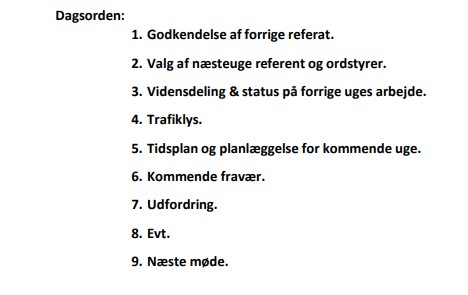 Dagsorden:
1. Godkendelse af forrige referat.
2. Valg af næsteuge referent og ordstyrer.
3. Vidensdeling & status på forrige uges arbejde.
4. Trafiklys.
5. Tidsplan og planlæggelse for kommende uge.
6. Kommende fravær.
7. Udfordring.
8. Evt.
9. Næste møde.